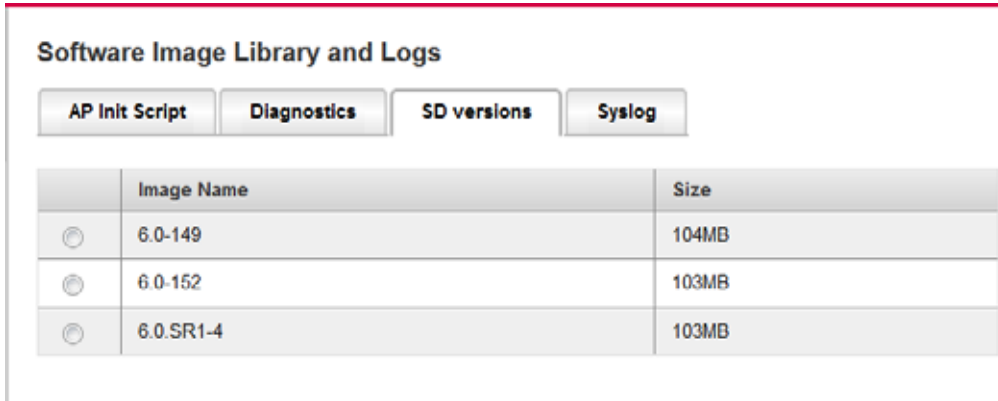 Software Image Library and Logs
AP Init Script Diagnostics SD versions Syslog
Image Name Size
6.0-149 104MB
6.0-152 103MB
6.0.SR1-4 103MB